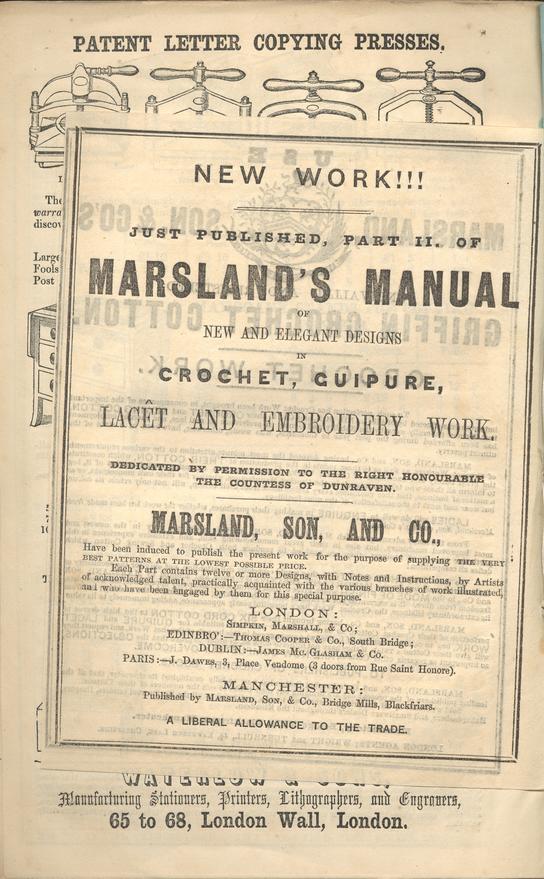 PATENT LETTER COPYING PRESSES.
The
warra
discov
Large
Fools
Post
NEW WORK!!!
JUST PUBLISHED, PART II. OF
MARSLAND'S MANUAL
OF
NEW AND ELEGANT DESIGNS
IN
CROCHET, GUIPURE,
LACÊT AND EMBROIDERY WORK.
DEDICATED BY PERMISSION TO THE RIGHT HONOURABLE
THE COUNTESS OF DUNRAVEN.
MARSLAND, SON, AND CO.,
Have been induced to publish the present work for the purpose of supplying THE VERY
BEST PATTERNS AT THE LOWEST POSSIBLE PRICE.
Each Part contains twelve or more Designs, with Notes and Instructions, by Artists
of acknowledged talent, practically acquainted with the various branches of work illustrated,
and who have been engaged by them for this special purpose.
LONDON:
SIMPKIN, MARSHALL, & Co;
EDINBRO':—THOMAS COOPER & Co., South Bridge;
DUBLIN:—JAMES MC. GLASHAM & Co.
PARIS:—J. DAWES, 3, Place Vendome (3 doors from Rue Saint Honore).
MANCHESTER:
Published by MARSLAND, SON, & Co., Bridge Mills, Blackfriars.
A LIBERAL ALLOWANCE TO THE TRADE.
WATERLOW & SONS,
Manufacturing Stationers, Printers, Lithographers, and Engravers,
65 to 68, London Wall, London.